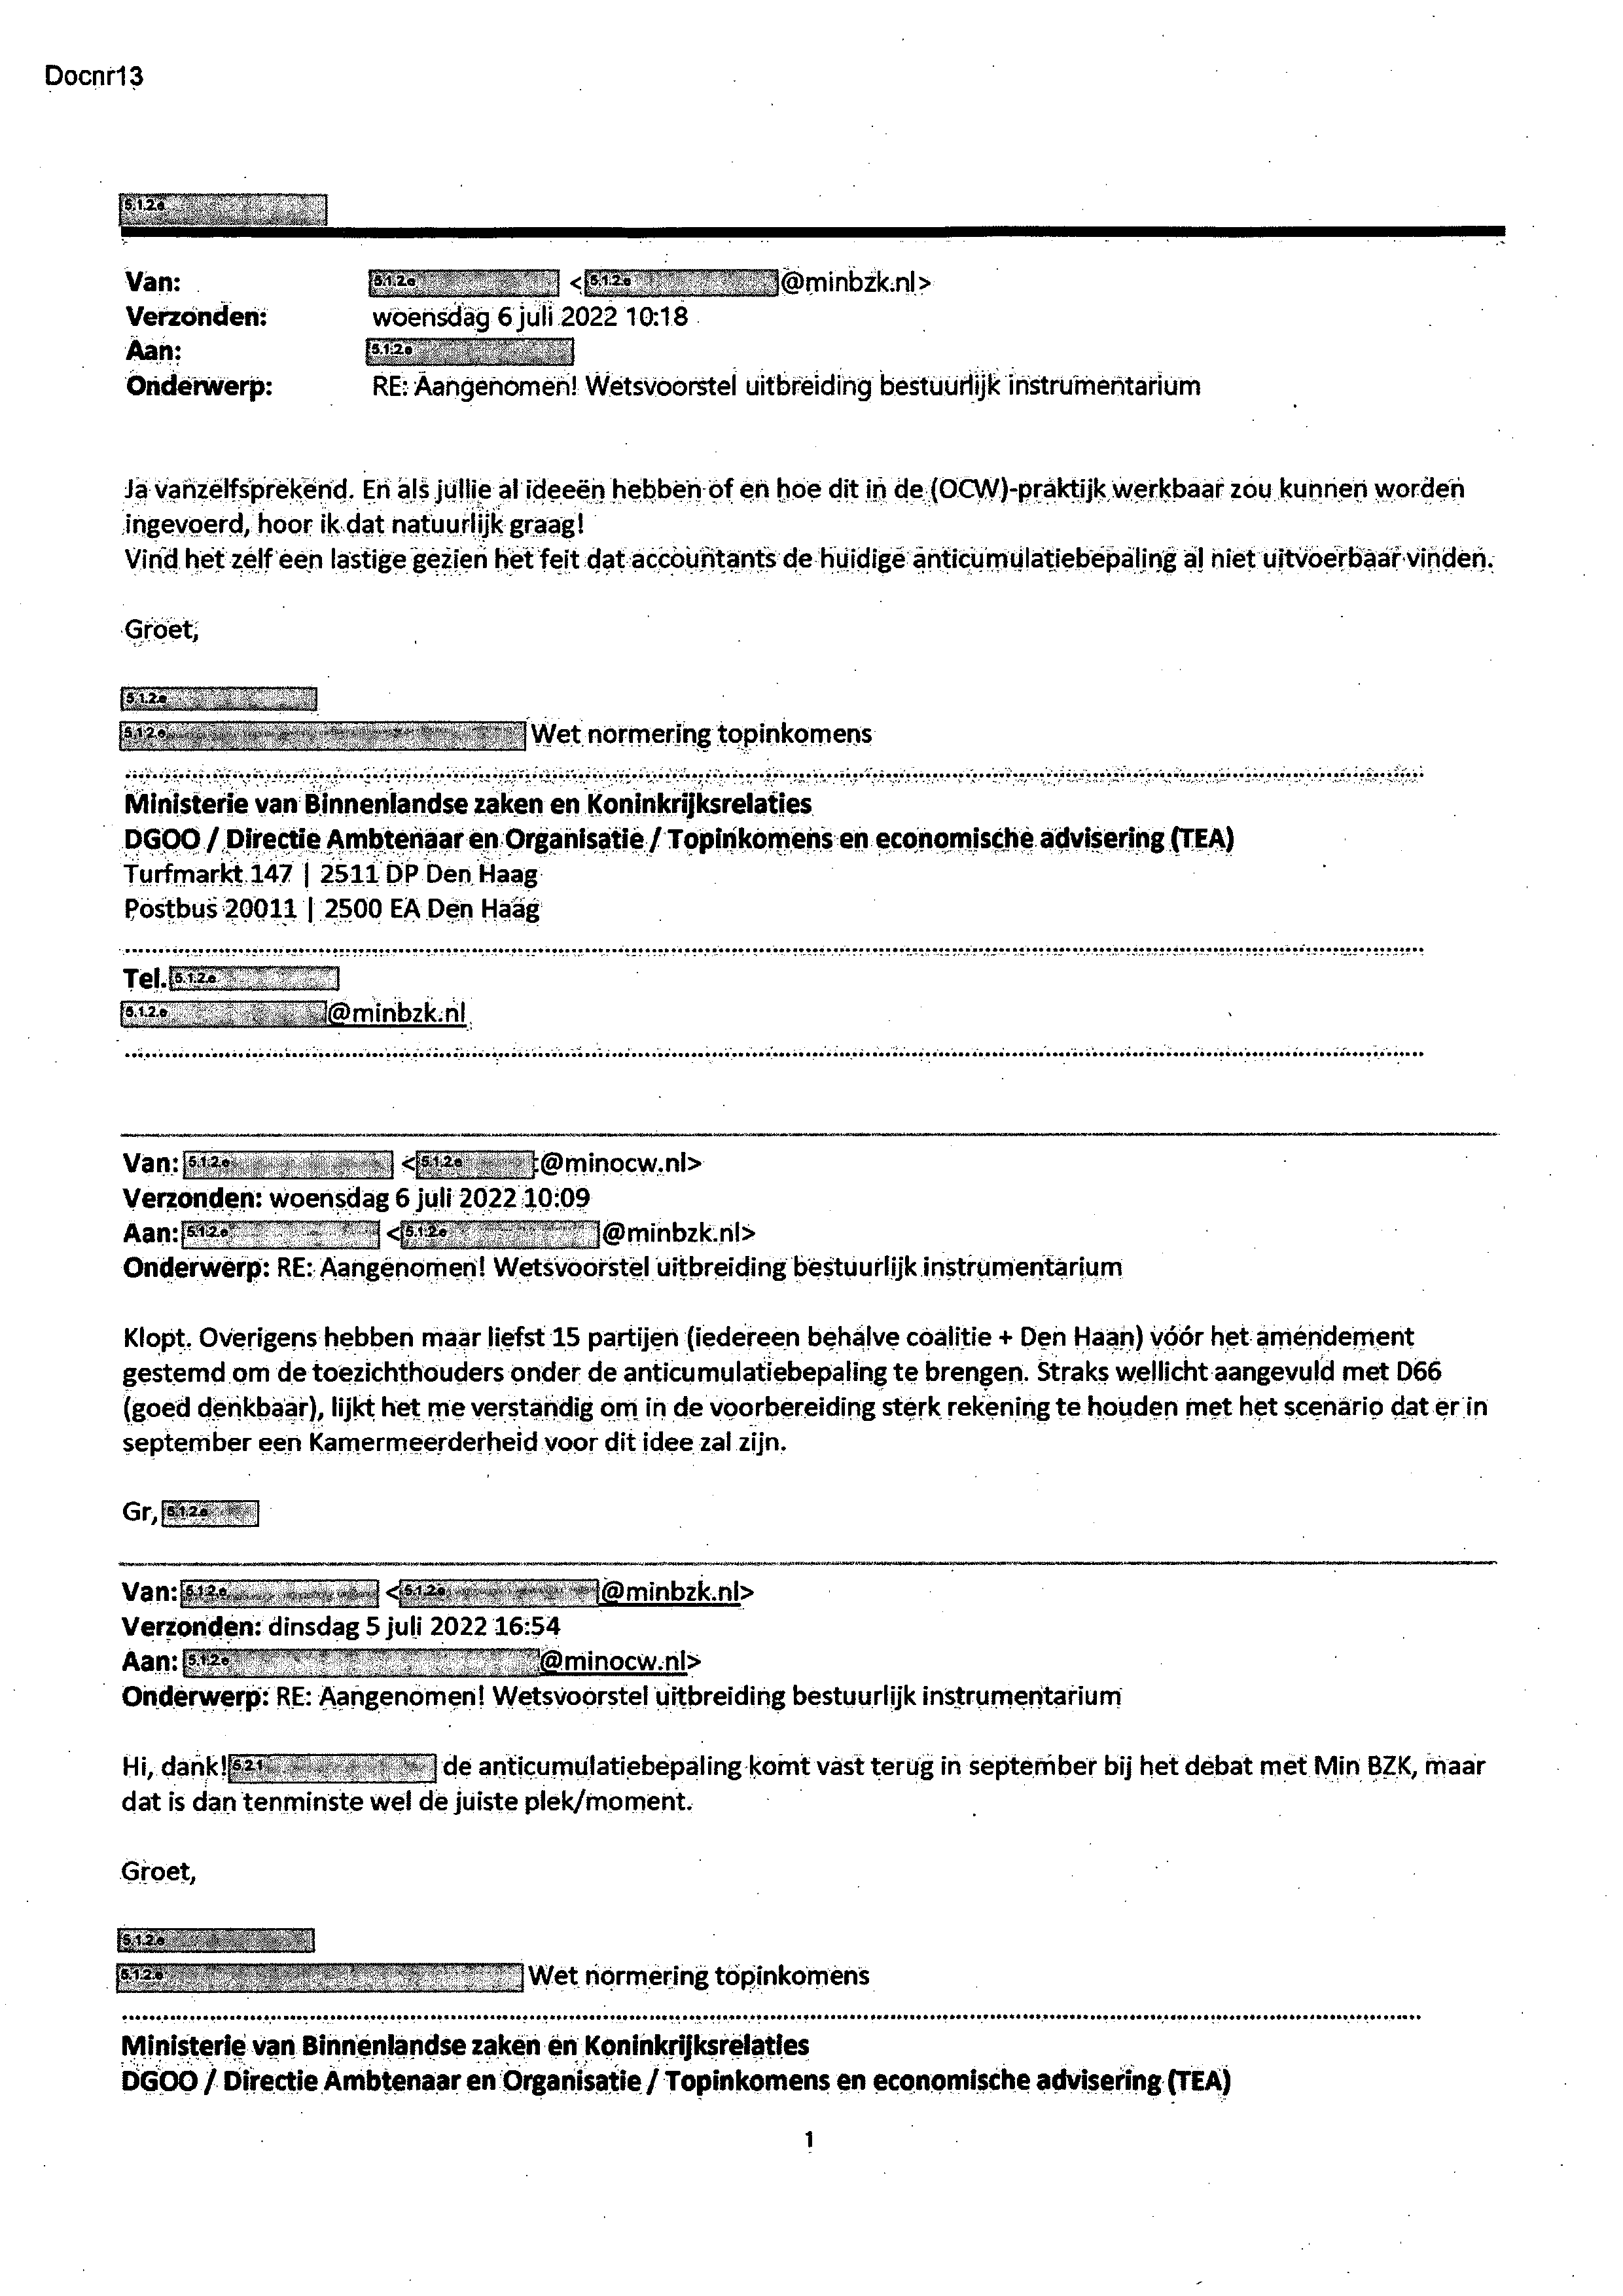 Docnr13
5.1.2e
Van: 5.1.2e <5.1.2e @minbzk.nl>
Verzonden: woensdag 6 juli 2022 10:18
Aan: 5.1.2e
Onderwerp: RE: Aangenomen! Wetsvoorstel uitbreiding bestuurlijk instrumentarium
Ja vanzelfsprekend. En als jullie al ideeën hebben of en hoe dit in de (OCW)-praktijk werkbaar zou kunnen worden
ingevoerd, hoor ik dat natuurlijk graag!
Vind het zelf een lastige gezien het feit dat accountants de huidige anticumulatiebepaling al niet uitvoerbaar vinden.
Groet,
5.1.2e
5.1.2e Wet normering topinkomens
Ministerie van Binnenlandse zaken en Koninkrijksrelaties
DGOO / Directie Ambtenaar en Organisatie / Topinkomens en economische advisering (TEA)
Turfmarkt 147 | 2511 DP Den Haag
Postbus 20011 | 2500 EA Den Haag
Tel. 5.1.2e
5.1.2e @minbzk.nl
Van: 5.1.2e <5.1.2e @minocw.nl>
Verzonden: woensdag 6 juli 2022 10:09
Aan: 5.1.2e <5.1.2e @minbzk.nl>
Onderwerp: RE: Aangenomen! Wetsvoorstel uitbreiding bestuurlijk instrumentarium
Klopt. Overigens hebben maar liefst 15 partijen (iedereen behalve coalitie + Den Haan) vóór het amendement
gestemd om de toezichthouders onder de anticumulatiebepaling te brengen. Straks wellicht aangevuld met D66
(goed denkbaar), lijkt het me verstandig om in de voorbereiding sterk rekening te houden met het scenario dat er in
september een Kamermeerderheid voor dit idee zal zijn.
Gr, 5.1.2e
Van: 5.1.2e <5.1.2e @minbzk.nl>
Verzonden: dinsdag 5 juli 2022 16:54
Aan: 5.1.2e @minocw.nl>
Onderwerp: RE: Aangenomen! Wetsvoorstel uitbreiding bestuurlijk instrumentarium
Hi, dank! 5.2.1 de anticumulatiebepaling komt vast terug in september bij het debat met Min BZK, maar
dat is dan tenminste wel de juiste plek/moment.
Groet,
5.1.2e
5.1.2e Wet normering topinkomens
Ministerie van Binnenlandse zaken en Koninkrijksrelaties
DGOO / Directie Ambtenaar en Organisatie / Topinkomens en economische advisering (TEA)
1